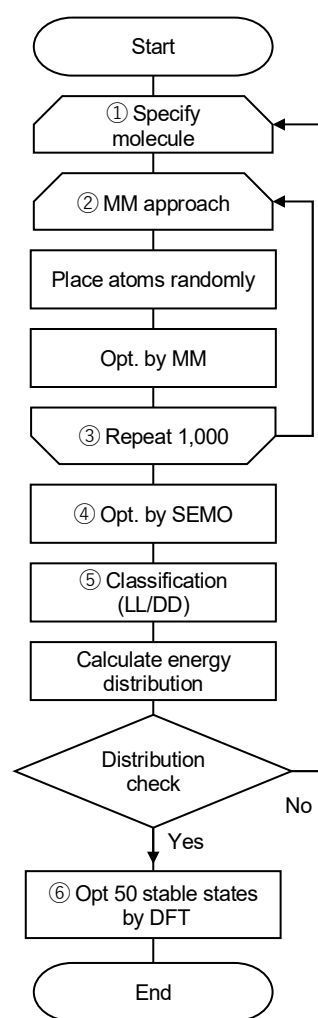 Start
① Specify
molecule
② MM approach
Place atoms randomly
Opt. by MM
③ Repeat 1,000
④ Opt. by SEMO
⑤ Classification
(LL/DD)
Calculate energy
distribution
Distribution
check
No
Yes
⑥ Opt 50 stable states
by DFT
End